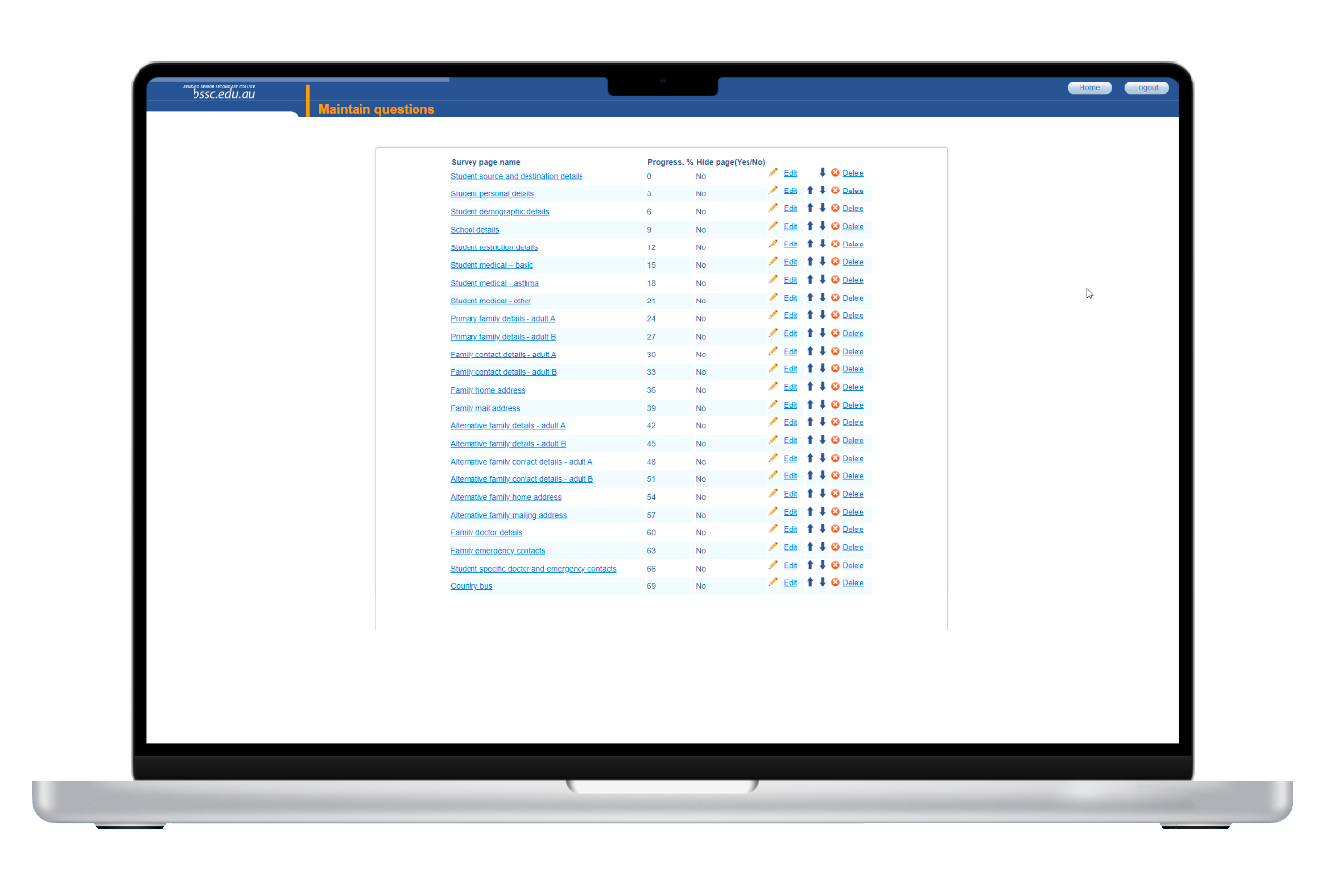 SENIOR SECONDARY COLLEGE
bssc.edu.au
Home
Logout
Maintain questions
Survey page name Progress, % Hide page(Yes/No)
Student source and destination details 0 No Edit Delete
Student personal details 3 No Edit Delete
Student demographic details 6 No Edit Delete
School details 9 No Edit Delete
Student restriction details 12 No Edit Delete
Student medical – basic 15 No Edit Delete
Student medical - asthma 18 No Edit Delete
Student medical - other 21 No Edit Delete
Primary family details - adult A 24 No Edit Delete
Primary family details - adult B 27 No Edit Delete
Family contact details - adult A 30 No Edit Delete
Family contact details - adult B 33 No Edit Delete
Family home address 36 No Edit Delete
Family mail address 39 No Edit Delete
Alternative family details - adult A 42 No Edit Delete
Alternative family details - adult B 45 No Edit Delete
Alternative family contact details - adult A 48 No Edit Delete
Alternative family contact details - adult B 51 No Edit Delete
Alternative family home address 54 No Edit Delete
Alternative family mailing address 57 No Edit Delete
Family doctor details 60 No Edit Delete
Family emergency contacts 63 No Edit Delete
Student specific doctor and emergency contacts 66 No Edit Delete
Country bus 69 No Edit Delete